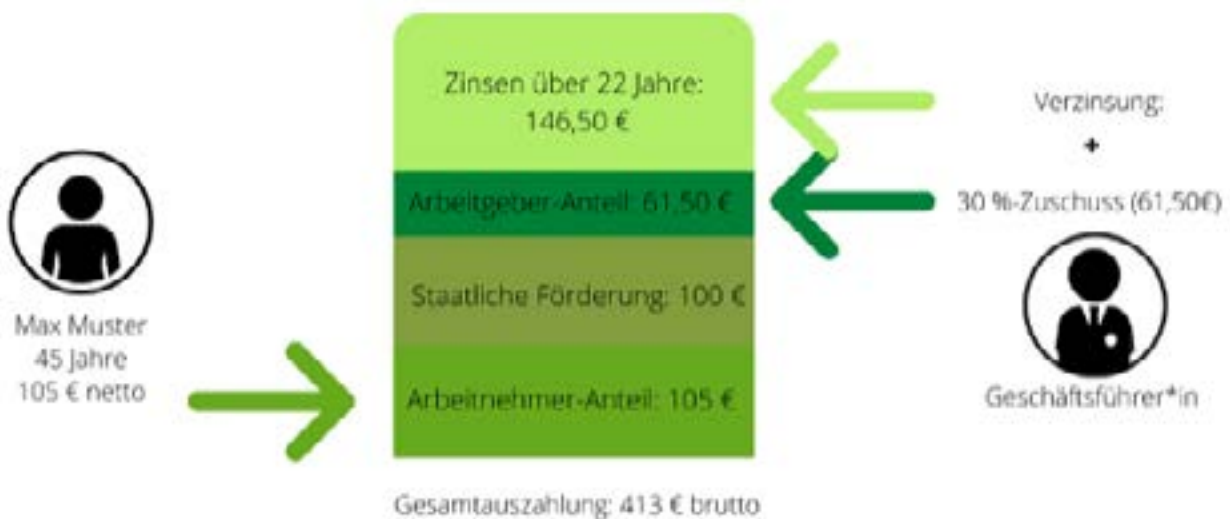 Zinsen über 22 Jahre:
146,50 €
Arbeitgeber-Anteil: 61,50 €
Staatliche Förderung: 100 €
Arbeitnehmer-Anteil: 105 €
Gesamtauszahlung: 413 € brutto
Max Muster
45 Jahre
105 € netto
Verzinsung:
+
30 %-Zuschuss (61,50€)
Geschäftsführer*in